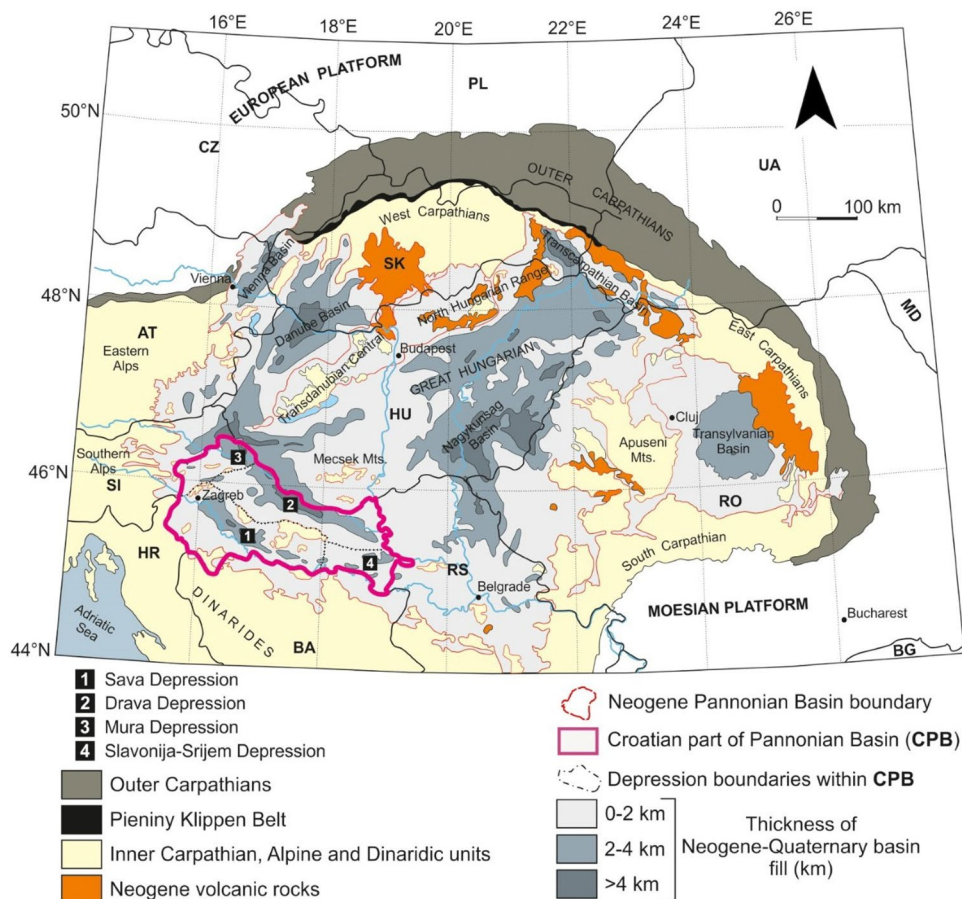 16°E
18°E
20°E
22°E
24°E
26°E
50°N
48°N
46°N
44°N
EUROPEAN PLATFORM
PL
CZ
UA
OUTER CARPATHIANS
0
100 km
West Carpathians
SK
Vienna
Vienna Basin
Transcarpathian Basin
North Hungarian Range
MD
AT
Danube Basin
Eastern
Alps
Budapest
East Carpathians
Transdanubian Central
GREAT HUNGARIAN
HU
Cluj
Nagykunsag
Basin
Transylvanian
Basin
Apuseni
Mts.
Southern
Alps
3
Mecsek Mts.
SI
Zagreb
2
RO
1
4
HR
RS
South Carpathian
Belgrade
DINARIDES
MOESIAN PLATFORM
Adriatic
Sea
Bucharest
BA
BG
1 Sava Depression
2 Drava Depression
3 Mura Depression
4 Slavonija-Srijem Depression
Outer Carpathians
Pieniny Klippen Belt
Inner Carpathian, Alpine and Dinaridic units
Neogene volcanic rocks
Neogene Pannonian Basin boundary
Croatian part of Pannonian Basin (CPB)
Depression boundaries within CPB
0-2 km
2-4 km
>4 km
Thickness of
Neogene-Quaternary basin
fill (km)